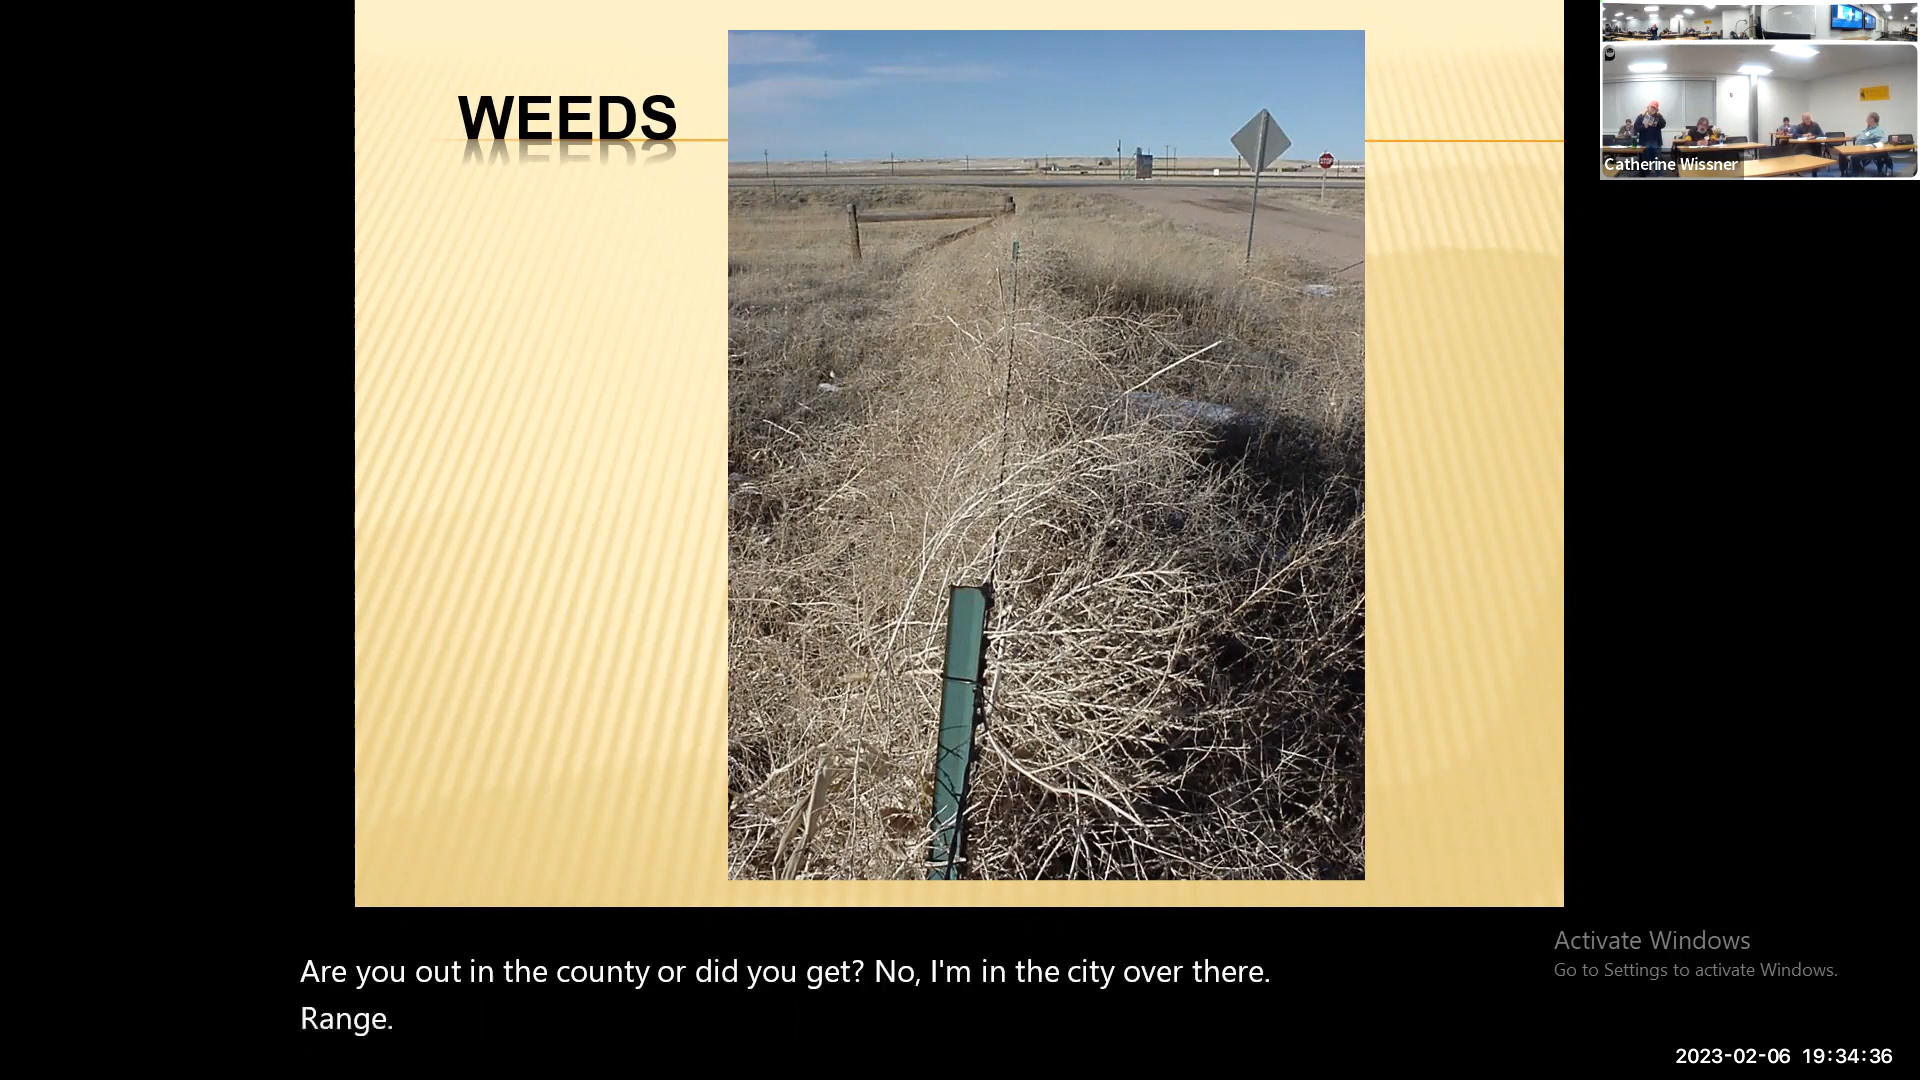 WEEDS
STOP
Catherine Wissner
Are you out in the county or did you get? No, I'm in the city over there.
Range.
Activate Windows
Go to Settings to activate Windows.
2023-02-06 19:34:36